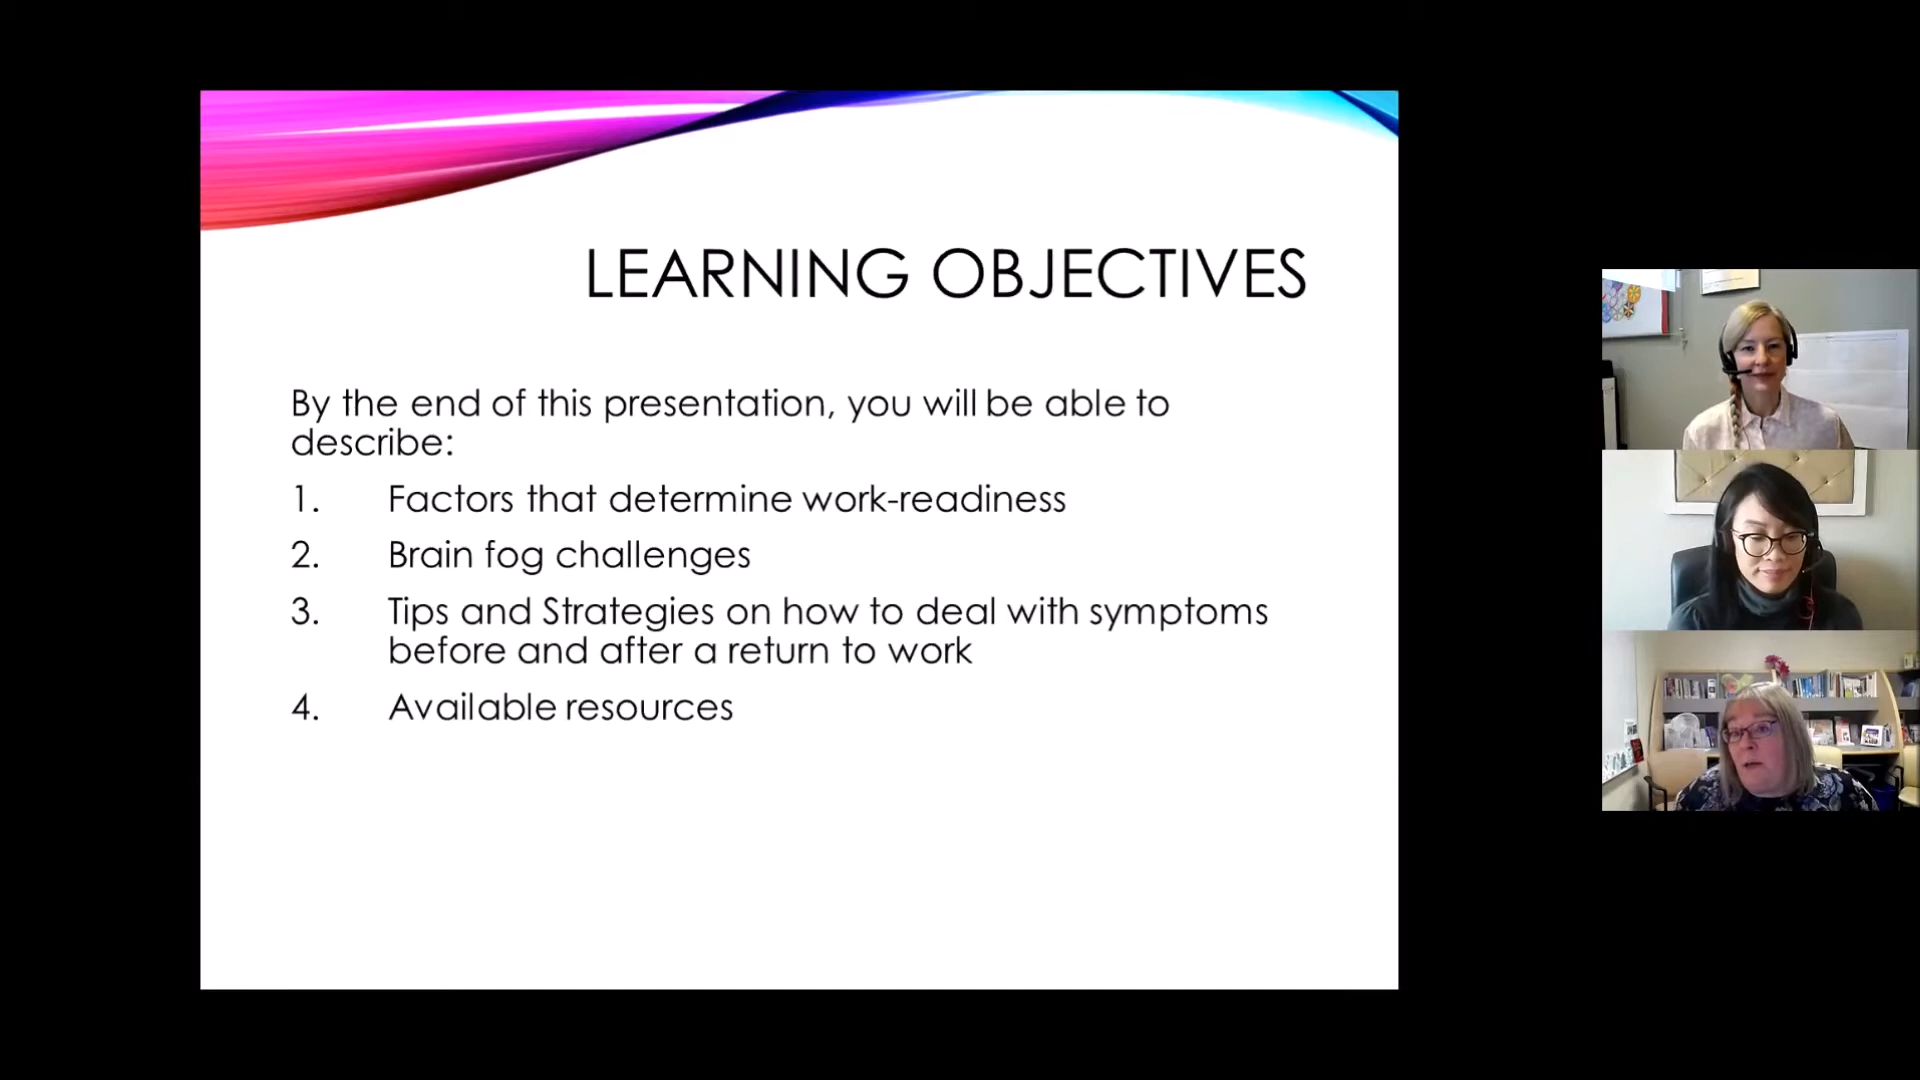 LEARNING OBJECTIVES
By the end of this presentation, you will be able to
describe:
1. Factors that determine work-readiness
2. Brain fog challenges
3. Tips and Strategies on how to deal with symptoms
before and after a return to work
4. Available resources